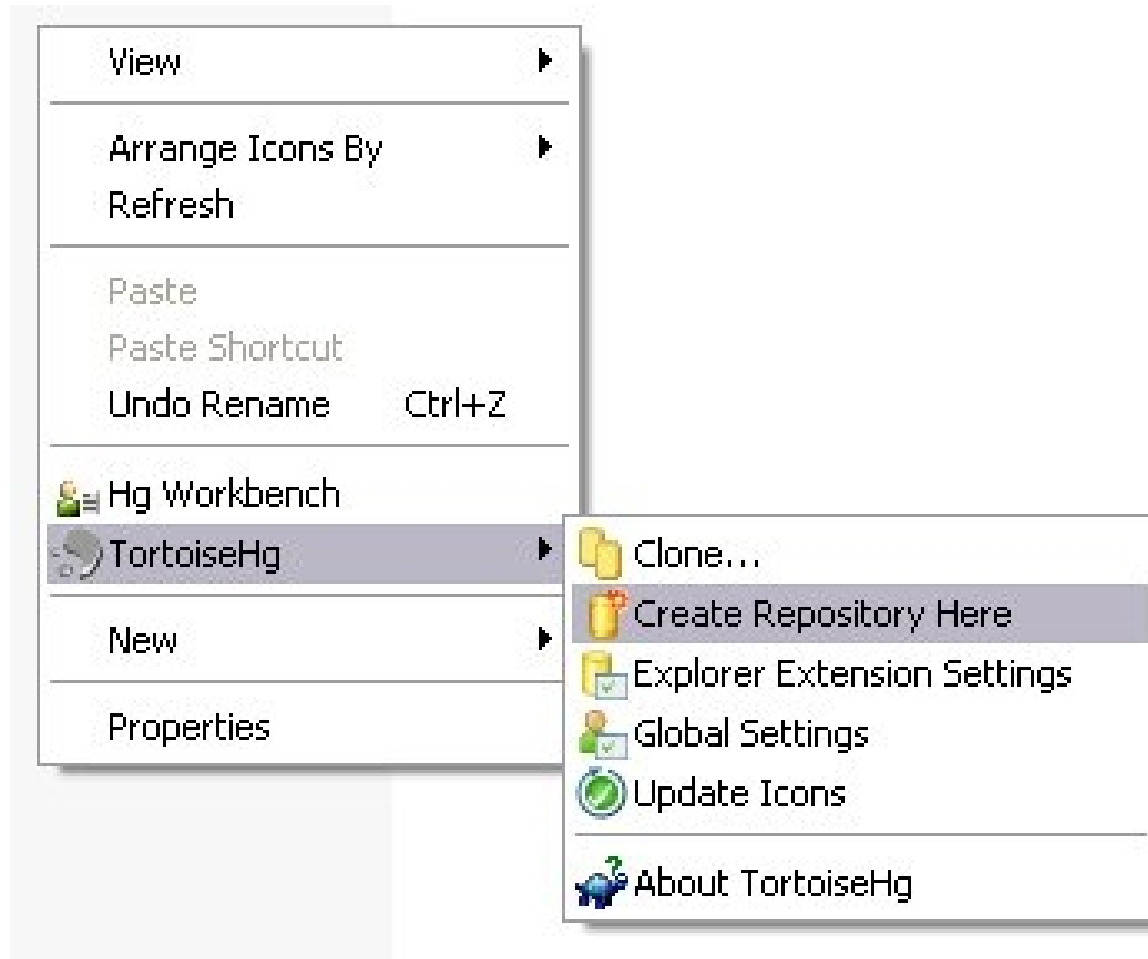 View
Arrange Icons By
Refresh
Paste
Paste Shortcut
Undo Rename Ctrl+Z
Hg Workbench
TortoiseHg
New
Properties
Clone...
Create Repository Here
Explorer Extension Settings
Global Settings
Update Icons
About TortoiseHg